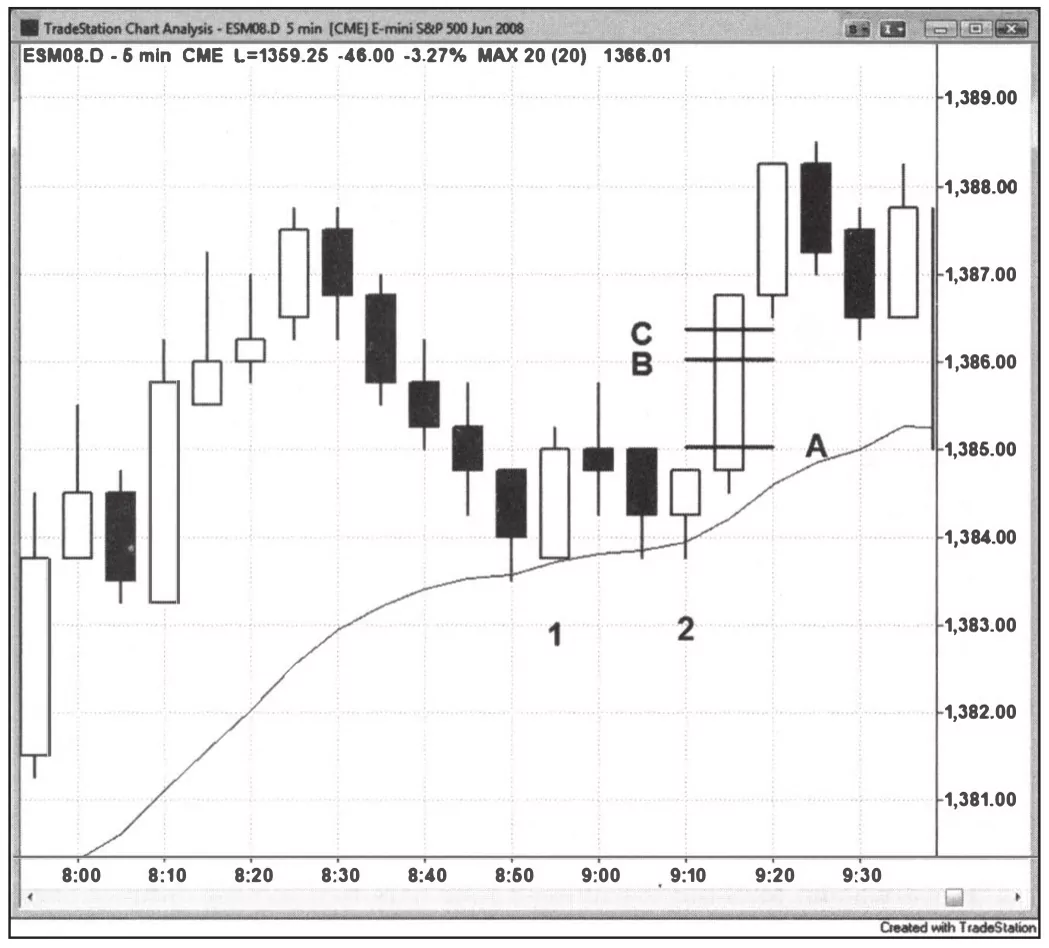 TradeStation Chart Analysis - ESM08.D 5 min [CME] E-mini S&P 500 Jun 2008
ESM08.D - 5 min CME L=1359.25 -46.00 -3.27% MAX 20 (20) 1366.01
1,389.00
1,388.00
1,387.00
C
1,386.00
B
A
1,385.00
1,384.00
1
2
1,383.00
1,382.00
1,381.00
8:00 8:10 8:20 8:30 8:40 8:50 9:00 9:10 9:20 9:30
Created with TradeStation